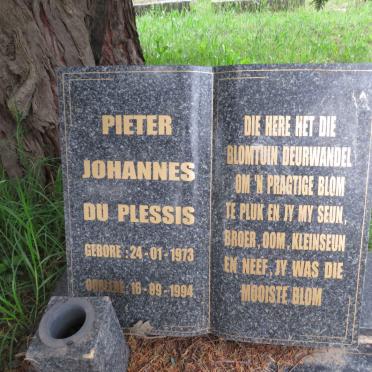 PIETER
JOHANNES
DU PLESSIS
GEBORE : 24-01-1973
OORLEDE : 16-09-1994
DIE HERE HET DIE
BLOMTUIN DEURWANDEL
OM 'N PRAGTIGE BLOM
TE PLUK EN JY MY SEUN,
BROER, OOM, KLEINSEUN
EN NEEF, JY WAS DIE
MOOISTE BLOM